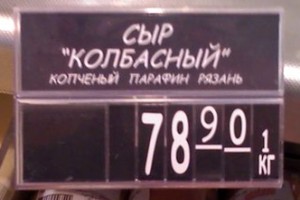 СЫР
"КОЛБАСНЫЙ"
КОПЧЕНЫЙ ПАРАФИН РЯЗАНЬ
78 90 1
КГ